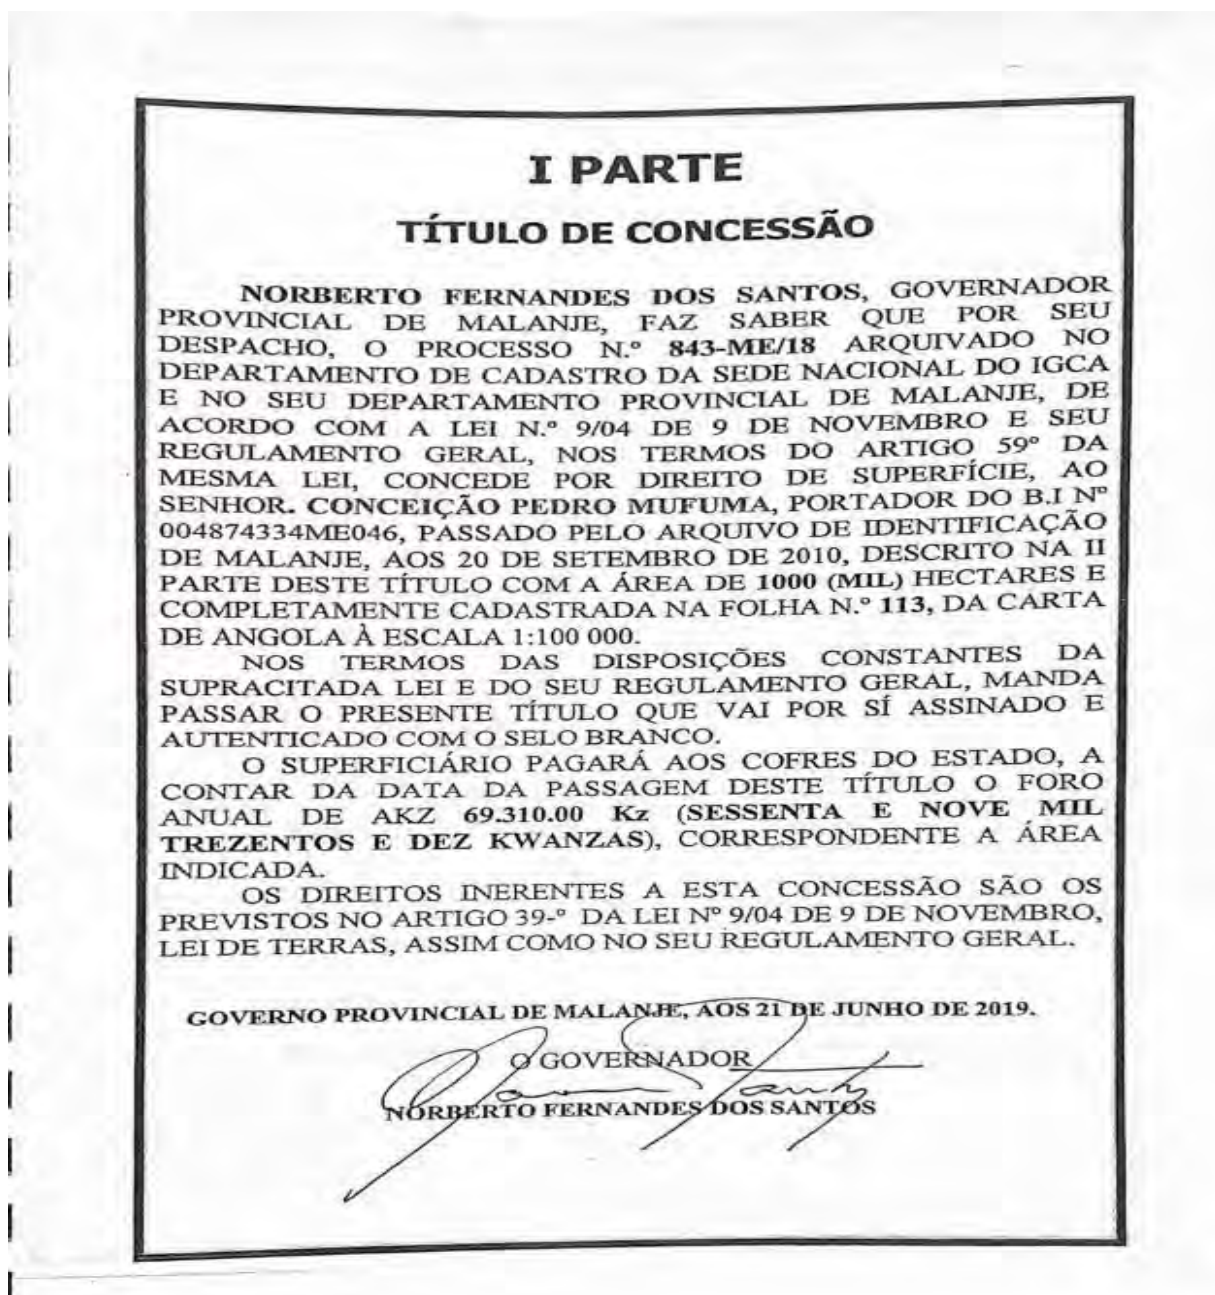 I PARTE
TÍTULO DE CONCESSÃO
NORBERTO FERNANDES DOS SANTOS, GOVERNADOR
PROVINCIAL DE MALANJE, FAZ SABER QUE POR SEU
DESPACHO, O PROCESSO N.º 843-ME/18 ARQUIVADO NO
DEPARTAMENTO DE CADASTRO DA SEDE NACIONAL DO IGCA
E NO SEU DEPARTAMENTO PROVINCIAL DE MALANJE, DE
ACORDO COM A LEI N.º 9/04 DE 9 DE NOVEMBRO E SEU
REGULAMENTO GERAL, NOS TERMOS DO ARTIGO 59º DA
MESMA LEI, CONCEDE POR DIREITO DE SUPERFÍCIE, AO
SENHOR. CONCEIÇÃO PEDRO MUFUMA, PORTADOR DO B.I Nº
004874334ME046, PASSADO PELO ARQUIVO DE IDENTIFICAÇÃO
DE MALANJE, AOS 20 DE SETEMBRO DE 2010, DESCRITO NA II
PARTE DESTE TÍTULO COM A ÁREA DE 1000 (MIL) HECTARES E
COMPLETAMENTE CADASTRADA NA FOLHA N.º 113, DA CARTA
DE ANGOLA À ESCALA 1:100 000.
NOS TERMOS DAS DISPOSIÇÕES CONSTANTES DA
SUPRACITADA LEI E DO SEU REGULAMENTO GERAL, MANDA
PASSAR O PRESENTE TÍTULO QUE VAI POR SÍ ASSINADO E
AUTENTICADO COM O SELO BRANCO.
O SUPERFICIÁRIO PAGARÁ AOS COFRES DO ESTADO, A
CONTAR DA DATA DA PASSAGEM DESTE TÍTULO O FORO
ANUAL DE AKZ 69.310.00 Kz (SESSENTA E NOVE MIL
TREZENTOS E DEZ KWANZAS), CORRESPONDENTE A ÁREA
INDICADA.
OS DIREITOS INERENTES A ESTA CONCESSÃO SÃO OS
PREVISTOS NO ARTIGO 39-º DA LEI Nº 9/04 DE 9 DE NOVEMBRO,
LEI DE TERRAS, ASSIM COMO NO SEU REGULAMENTO GERAL.
GOVERNO PROVINCIAL DE MALANJE, AOS 21 DE JUNHO DE 2019.
O GOVERNADOR
NORBERTO FERNANDES DOS SANTOS